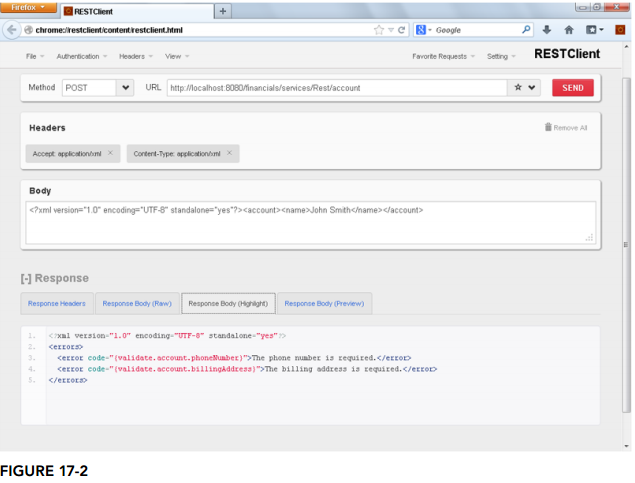 Firefox
RESTClient
+
chrome://restclient/content/restclient.html
Google
File Authentication Headers View Favorite Requests Setting RESTClient
Method POST URL http://localhost:8080/financials/services/Rest/account SEND
Headers Remove All
Accept: application/xml × Content-Type: application/xml ×
Body
<?xml version="1.0" encoding="UTF-8" standalone="yes"?><account><name>John Smith</name></account>
[-] Response
Response Headers Response Body (Raw) Response Body (Highlight) Response Body (Preview)
1. <?xml version="1.0" encoding="UTF-8" standalone="yes"?>
2. <errors>
3. <error code="{validate.account.phoneNumber}">The phone number is required.</error>
4. <error code="{validate.account.billingAddress}">The billing address is required.</error>
5. </errors>
FIGURE 17-2